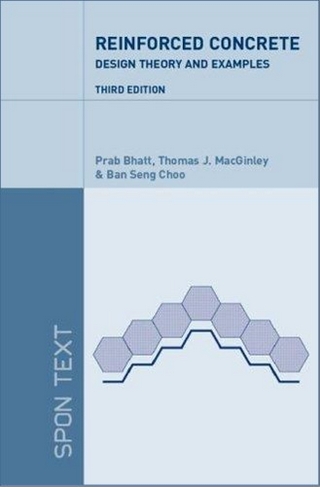 REINFORCED CONCRETE
DESIGN THEORY AND EXAMPLES
THIRD EDITION
Prab Bhatt, Thomas J. MacGinley
& Ban Seng Choo
SPON TEXT